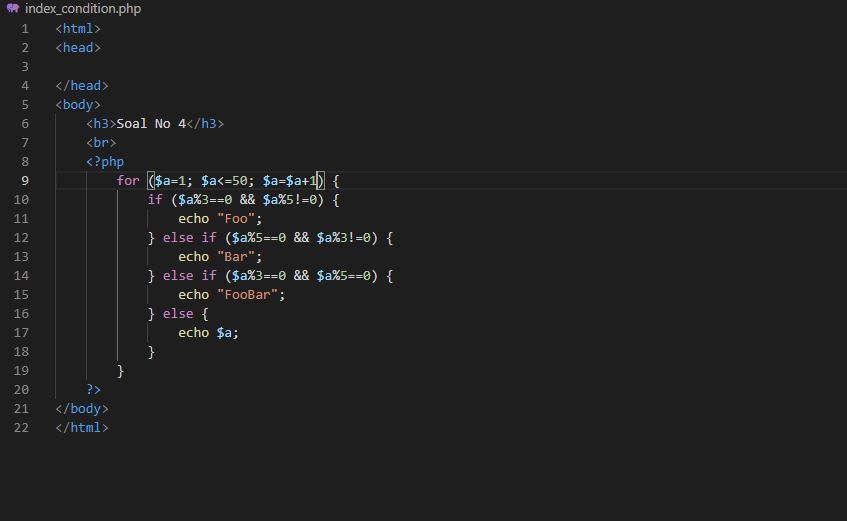 index_condition.php
1 <html>
2 <head>
3
4 </head>
5 <body>
6     <h3>Soal No 4</h3>
7     <br>
8     <?php
9         for ($a=1; $a<=50; $a=$a+1) {
10             if ($a%3==0 && $a%5!=0) {
11                 echo "Foo";
12             } else if ($a%5==0 && $a%3!=0) {
13                 echo "Bar";
14             } else if ($a%3==0 && $a%5==0) {
15                 echo "FooBar";
16             } else {
17                 echo $a;
18             }
19         }
20     ?>
21 </body>
22 </html>